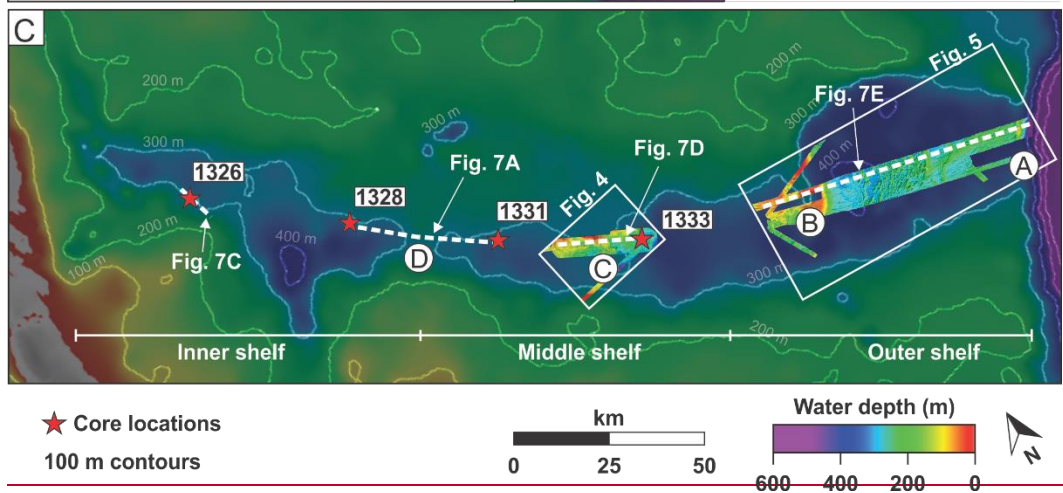 C
200 m
200 m
Fig. 5
300 m
Fig. 7E
300 m
300 m
400 m
1326
Fig. 7A
Fig. 7D
A
1328
Fig. 4
1331
1333
B
200 m
400 m
D
C
100 m
Fig. 7C
300 m
200 m
Inner shelf
Middle shelf
Outer shelf
Core locations
100 m contours
km
0 25 50
Water depth (m)
600 400 200 0
N